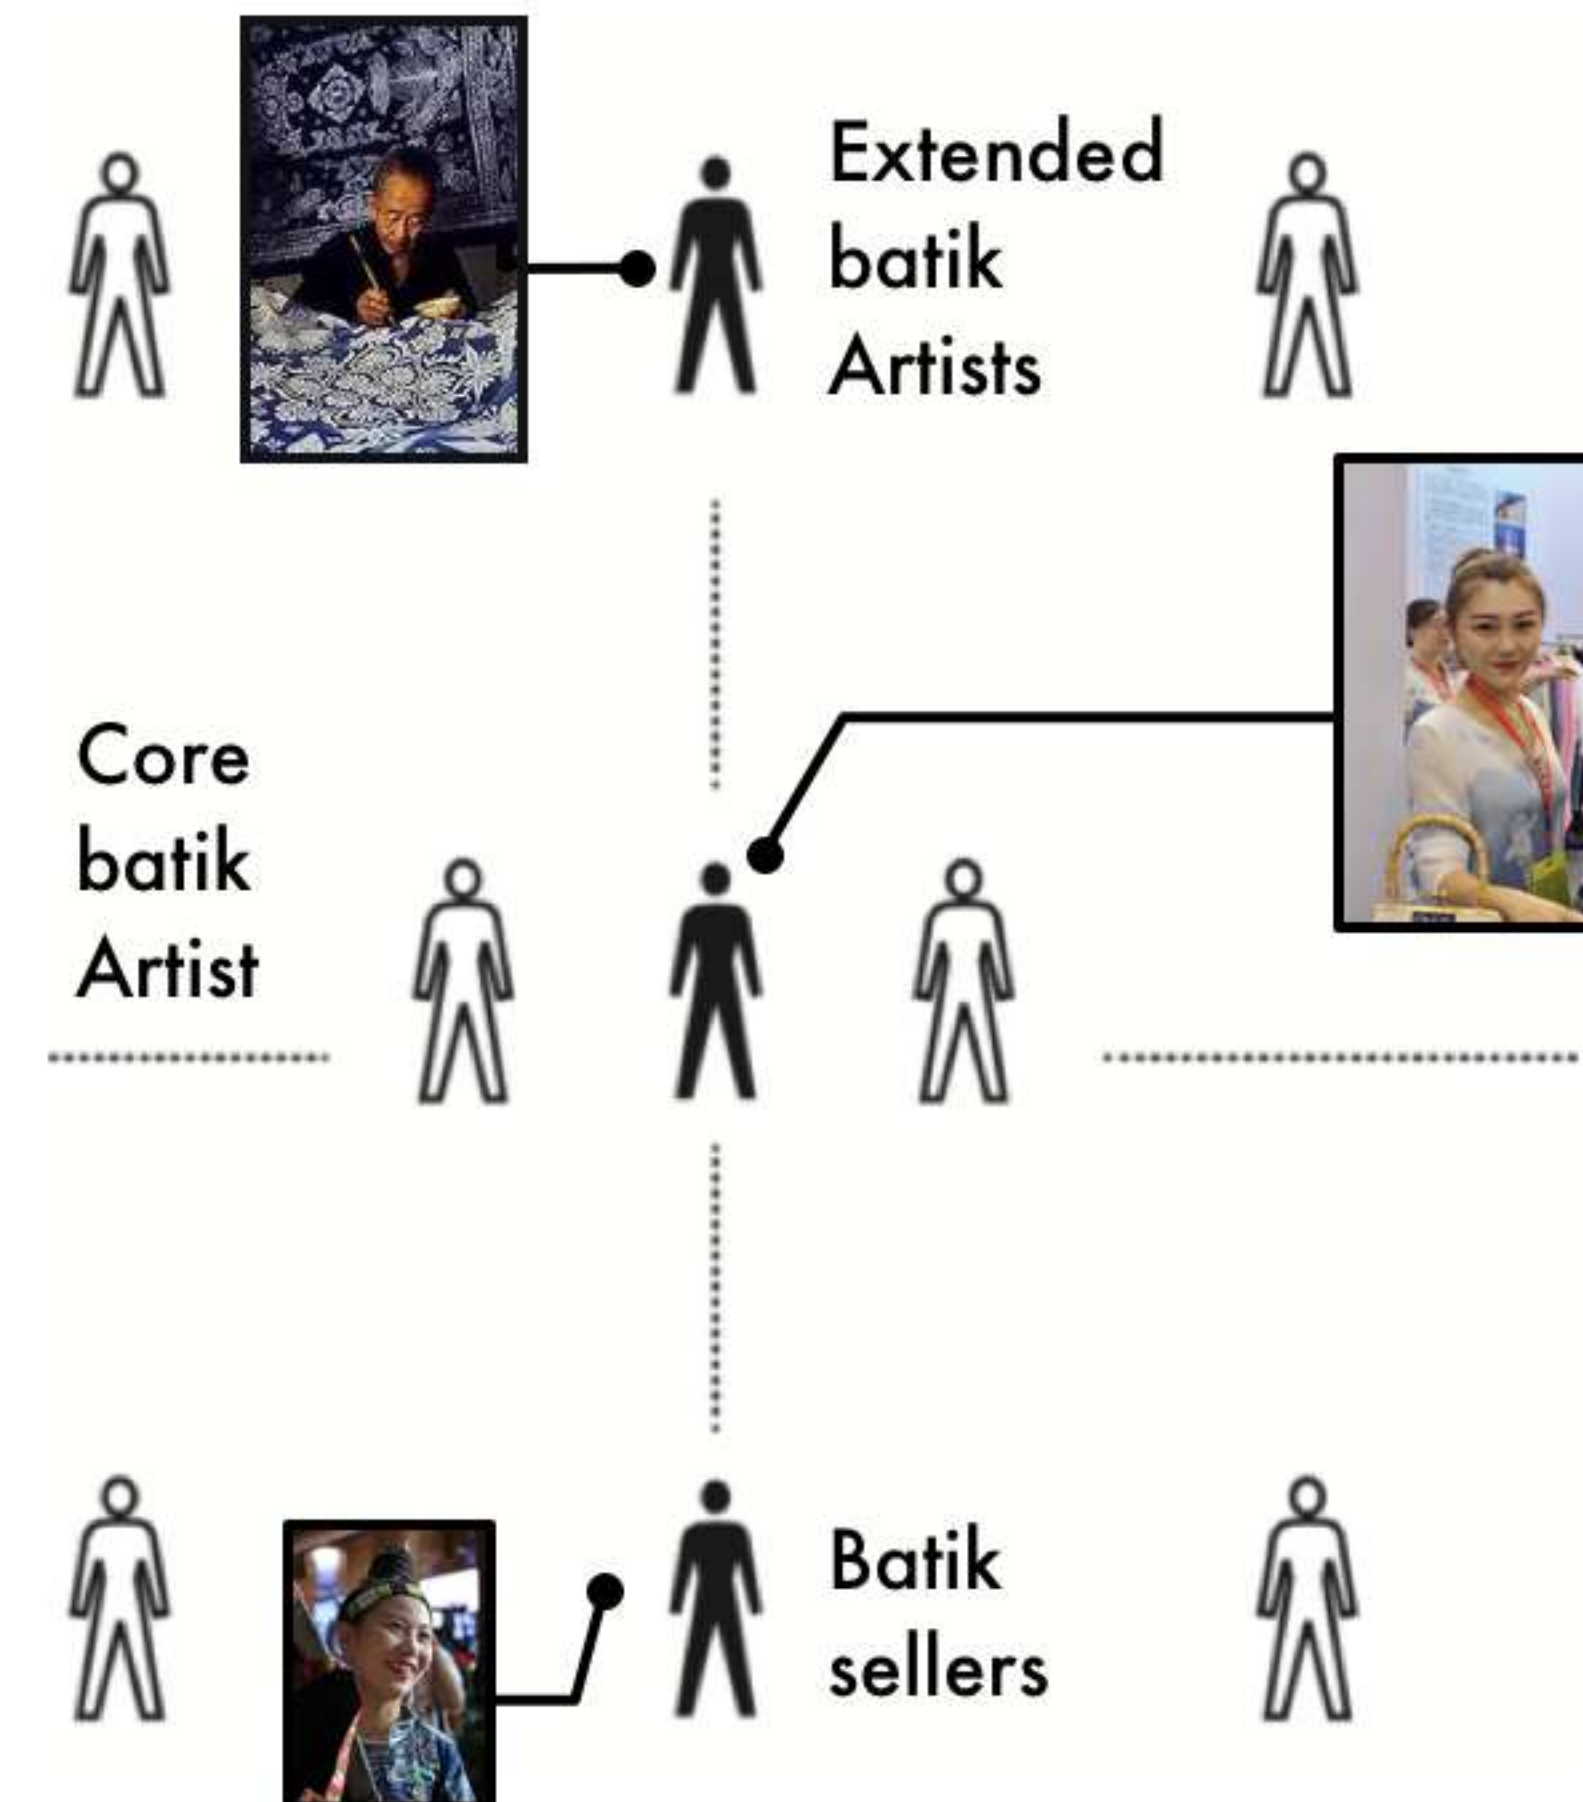 Extended
batik
Artists
Core
batik
Artist
Batik
sellers